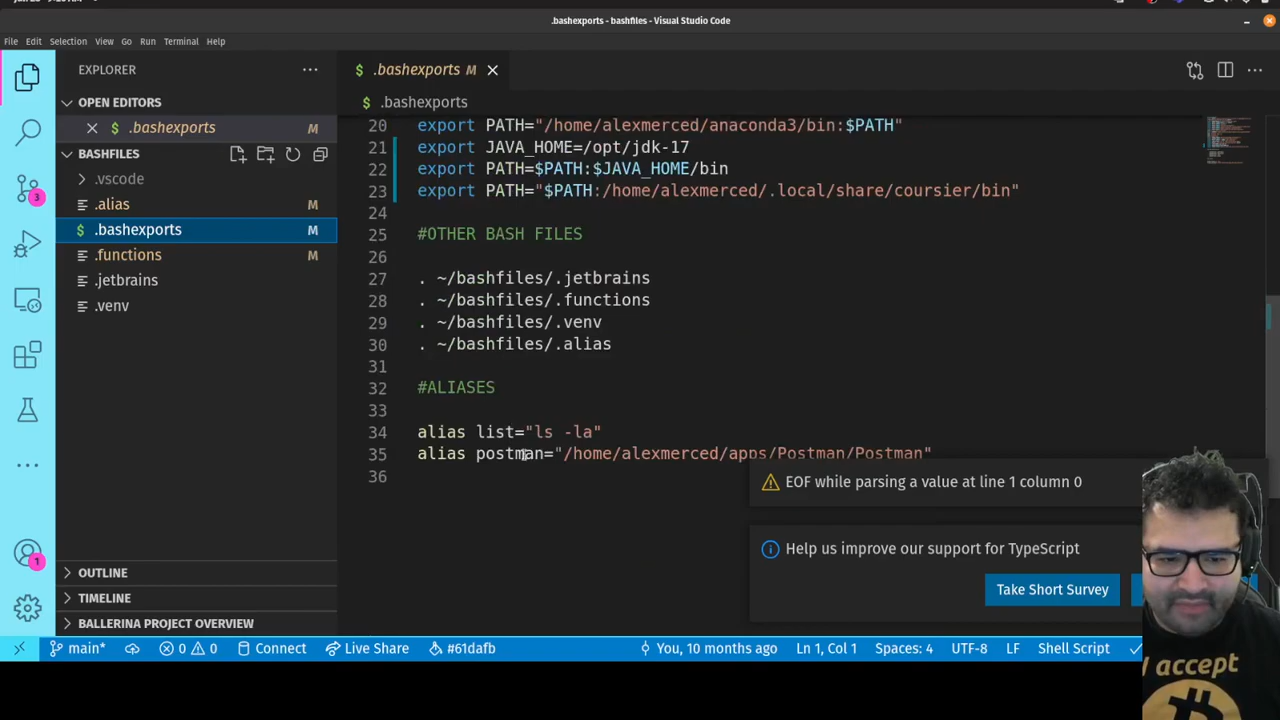 .bashexports - bashfiles - Visual Studio Code
File Edit Selection View Go Run Terminal Help
EXPLORER
OPEN EDITORS
.bashexports M
BASHFILES
.vscode
.alias M
$ .bashexports M
.functions M
.jetbrains
.venv
OUTLINE
TIMELINE
BALLERINA PROJECT OVERVIEW
3
1
$ .bashexports M
$ .bashexports
20 export PATH="/home/alexmerced/anaconda3/bin:$PATH"
21 export JAVA_HOME=/opt/jdk-17
22 export PATH=$PATH:$JAVA_HOME/bin
23 export PATH="$PATH:/home/alexmerced/.local/share/coursier/bin"
24
25 #OTHER BASH FILES
26
27 . ~/bashfiles/.jetbrains
28 . ~/bashfiles/.functions
29 . ~/bashfiles/.venv
30 . ~/bashfiles/.alias
31
32 #ALIASES
33
34 alias list="ls -la"
35 alias postman="/home/alexmerced/apps/Postman/Postman"
36
EOF while parsing a value at line 1 column 0
Help us improve our support for TypeScript
Take Short Survey
main* 0 0 Connect Live Share #61dafb You, 10 months ago Ln 1, Col 1 Spaces: 4 UTF-8 LF Shell Script
accept